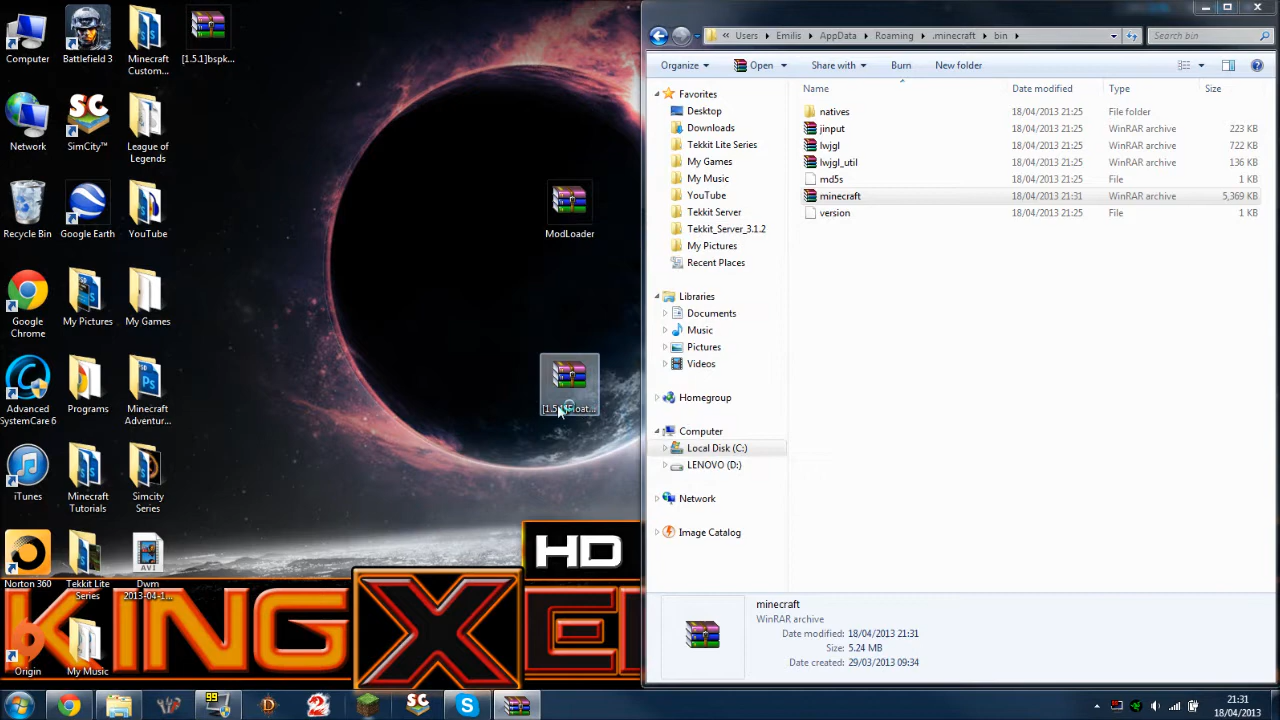 Computer
Battlefield 3
Minecraft
Custom...
[1.5.1]bspk...
Network
SimCity™
League of
Legends
Recycle Bin
Google Earth
YouTube
ModLoader
Google
Chrome
My Pictures
My Games
Advanced
SystemCare 6
Programs
Minecraft
Adventur...
iTunes
Minecraft
Tutorials
Simcity
Series
Norton 360
Tekkit Lite
Series
AVI
Dwm
2013-04-1...
Origin
My Music
HD
KING X
Users
Emilis
AppData
Roaming
.minecraft
bin
Search bin
Organize
Open
Share with
Burn
New folder
Name
Date modified
Type
Size
natives 18/04/2013 21:25 File folder
jinput 18/04/2013 21:25 WinRAR archive 223 KB
lwjgl 18/04/2013 21:25 WinRAR archive 722 KB
lwjgl_util 18/04/2013 21:25 WinRAR archive 136 KB
md5s 18/04/2013 21:25 File 1 KB
minecraft 18/04/2013 21:31 WinRAR archive 5,369 KB
version 18/04/2013 21:25 File 1 KB
Favorites
Desktop
Downloads
Tekkit Lite Series
My Games
My Music
YouTube
Tekkit Server
Tekkit_Server_3.1.2
My Pictures
Recent Places
Libraries
Documents
Music
Pictures
Videos
Homegroup
Computer
Local Disk (C:)
LENOVO (D:)
Network
Image Catalog
minecraft
WinRAR archive
Date modified: 18/04/2013 21:31
Size: 5.24 MB
Date created: 29/03/2013 09:34
99
21:31
18/04/2013